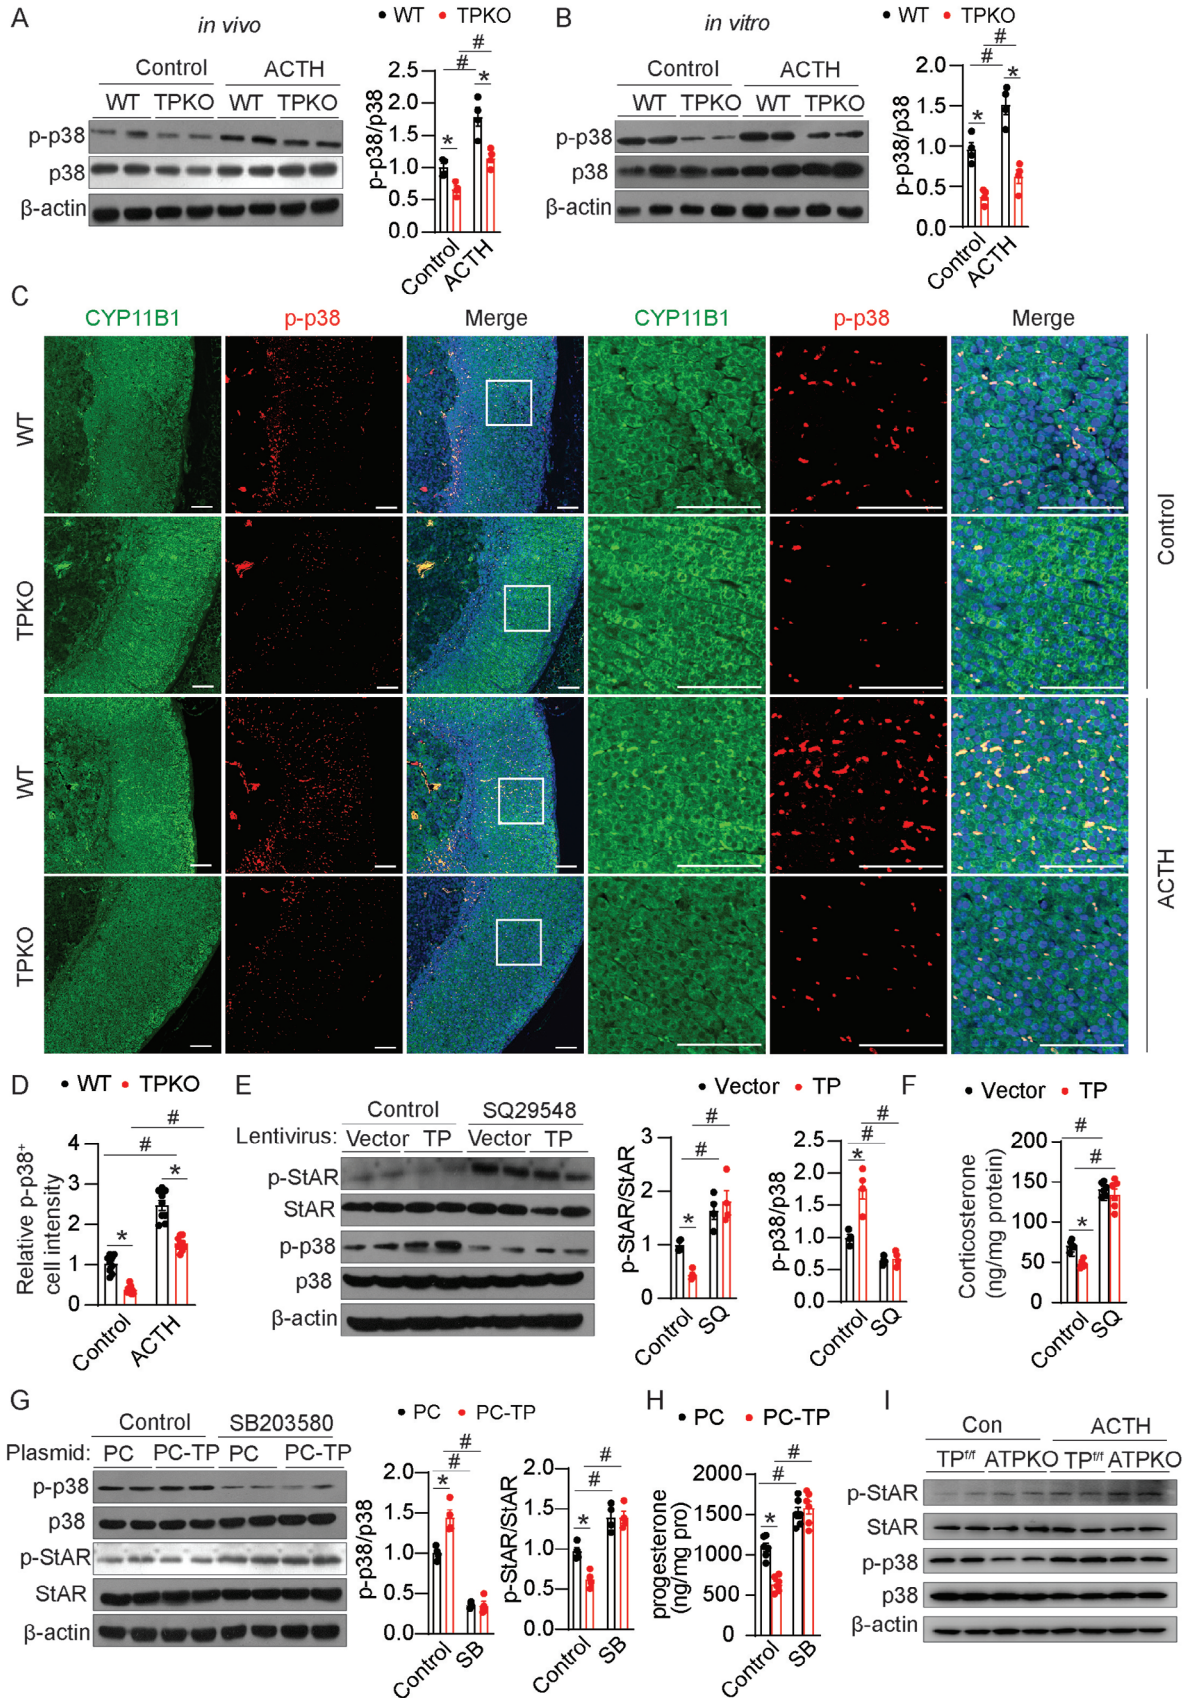 A
in vivo
Control ACTH
WT TPKO WT TPKO
p-p38
p38
β-actin
WT TPKO
# #
* *
p-p38/p38
2.5
2.0
1.5
1.0
0.5
0.0
Control
ACTH
B
in vitro
Control ACTH
WT TPKO WT TPKO
p-p38
p38
β-actin
WT TPKO
# #
* *
p-p38/p38
2.0
1.5
1.0
0.5
0.0
Control
ACTH
C
CYP11B1 p-p38 Merge CYP11B1 p-p38 Merge
WT
TPKO
Control
WT
TPKO
ACTH
D
WT TPKO
#
#
* *
Relative p-p38⁺
cell intensity
4
3
2
1
0
Control
ACTH
E
Control SQ29548
Lentivirus: Vector TP Vector TP
p-StAR
StAR
p-p38
p38
β-actin
Vector TP
#
#
*
p-StAR/StAR
3
2
1
0
Control
SQ
#
#
*
p-p38/p38
2.5
2.0
1.5
1.0
0.5
0.0
Control
SQ
F
Vector TP
#
#
*
Corticosterone
(ng/mg protein)
200
150
100
50
0
Control
SQ
G
Control SB203580
Plasmid: PC PC-TP PC PC-TP
p-p38
p38
p-StAR
StAR
β-actin
PC PC-TP
#
#
*
p-p38/p38
2.0
1.5
1.0
0.5
0.0
Control
SB
#
#
*
p-StAR/StAR
2.0
1.5
1.0
0.5
0.0
Control
SB
H
PC PC-TP
#
#
*
progesterone
(ng/mg pro)
2000
1500
1000
500
0
Control
SB
I
Con ACTH
TPf/f ATPKO TPf/f ATPKO
p-StAR
StAR
p-p38
p38
β-actin